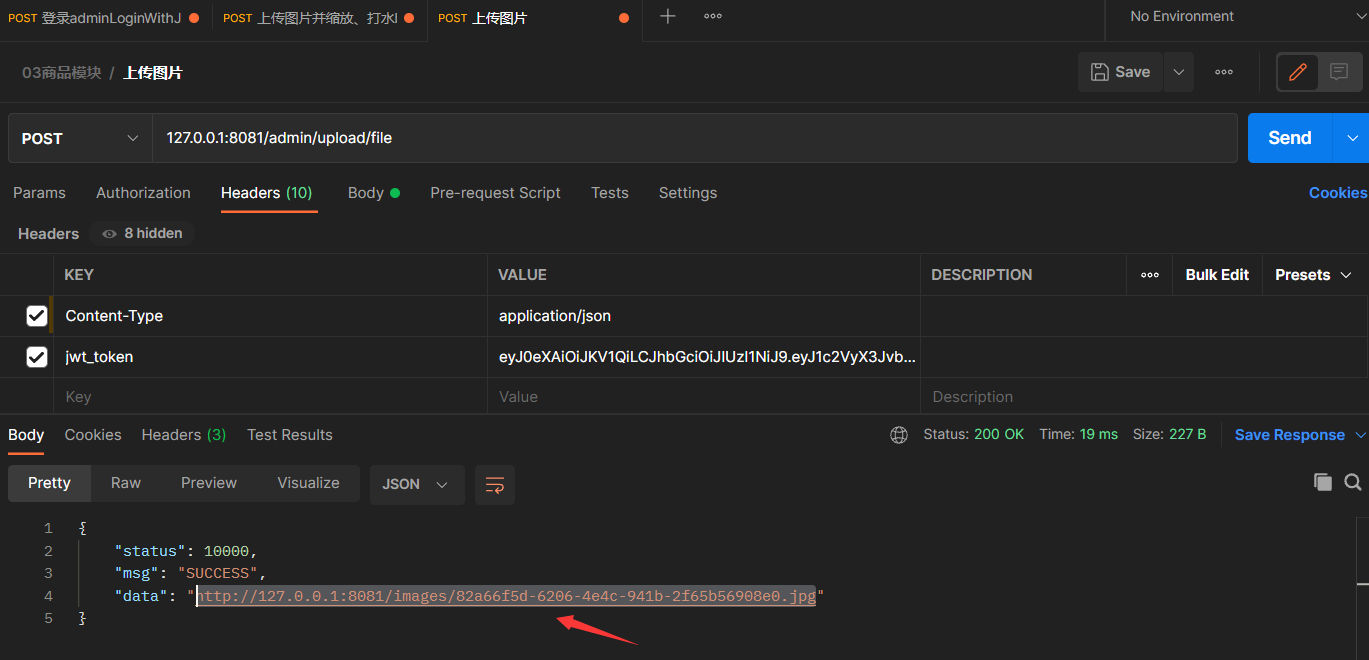 POST 登录adminLoginWithJ POST 上传图片并缩放、打水 POST 上传图片 No Environment
03商品模块 / 上传图片 Save
POST 127.0.0.1:8081/admin/upload/file Send
Params Authorization Headers (10) Body Pre-request Script Tests Settings Cookies
Headers 8 hidden
KEY VALUE DESCRIPTION Bulk Edit Presets
Content-Type application/json
jwt_token eyJ0eXAiOiJKV1QiLCJhbGciOiJIUzI1NiJ9.eyJ1c2VyX3Jvb...
Key Value Description
Body Cookies Headers (3) Test Results Status: 200 OK Time: 19 ms Size: 227 B Save Response
Pretty Raw Preview Visualize JSON
1 {
2 "status": 10000,
3 "msg": "SUCCESS",
4 "data": "http://127.0.0.1:8081/images/82a66f5d-6206-4e4c-941b-2f65b56908e0.jpg"
5 }